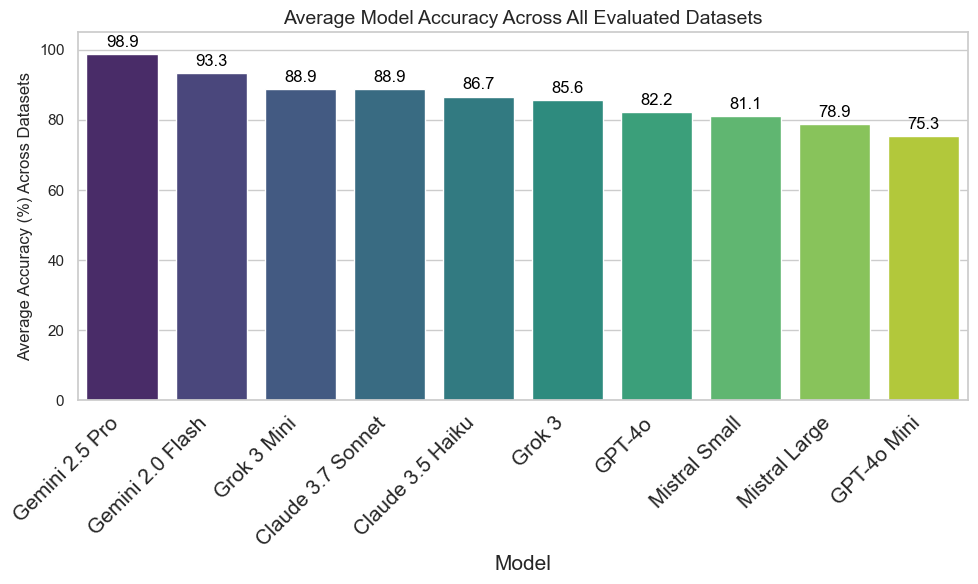 Average Model Accuracy Across All Evaluated Datasets
Average Accuracy (%) Across Datasets
100
80
60
40
20
0
98.9
93.3
88.9
88.9
86.7
85.6
82.2
81.1
78.9
75.3
Gemini 2.5 Pro
Gemini 2.0 Flash
Grok 3 Mini
Claude 3.7 Sonnet
Claude 3.5 Haiku
Grok 3
GPT-4o
Mistral Small
Mistral Large
GPT-4o Mini
Model